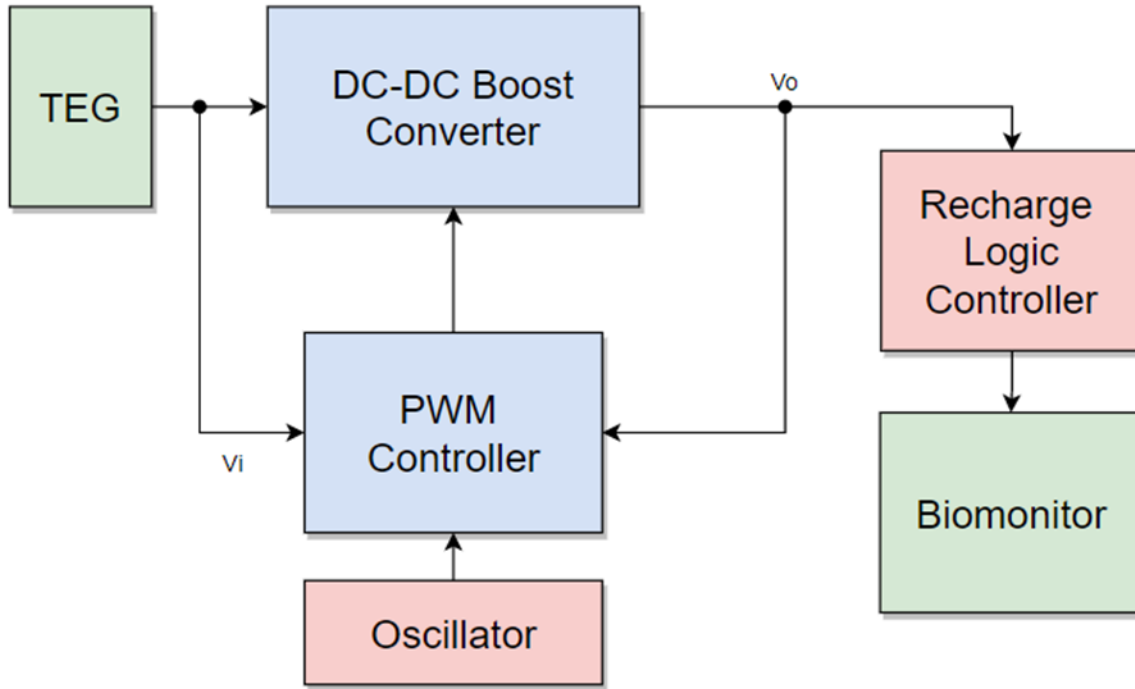 TEG
DC-DC Boost
Converter
Vo
Recharge
Logic
Controller
PWM
Controller
Vi
Biomonitor
Oscillator